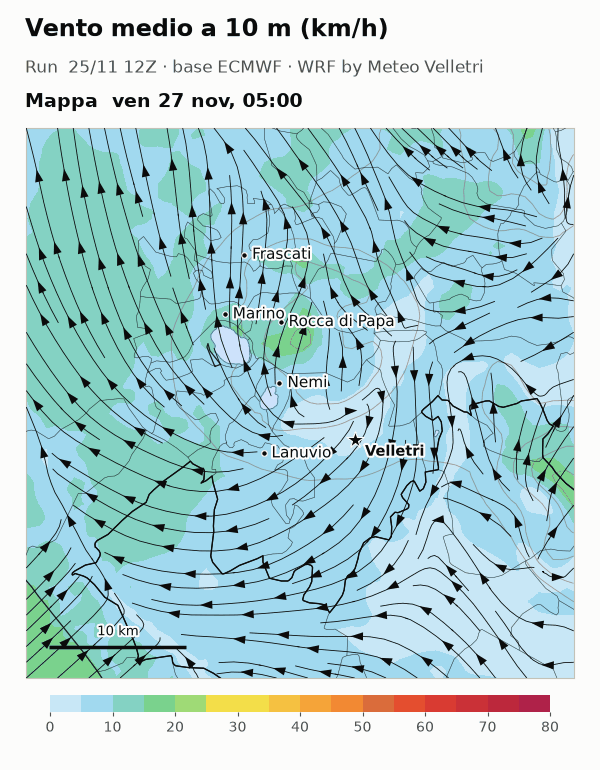 Vento medio a 10 m (km/h)
Run 25/11 12Z · base ECMWF · WRF by Meteo Velletri
Mappa ven 27 nov, 05:00
Frascati
Marino
Rocca di Papa
Nemi
Velletri
Lanuvio
10 km
0 10 20 30 40 50 60 70 80